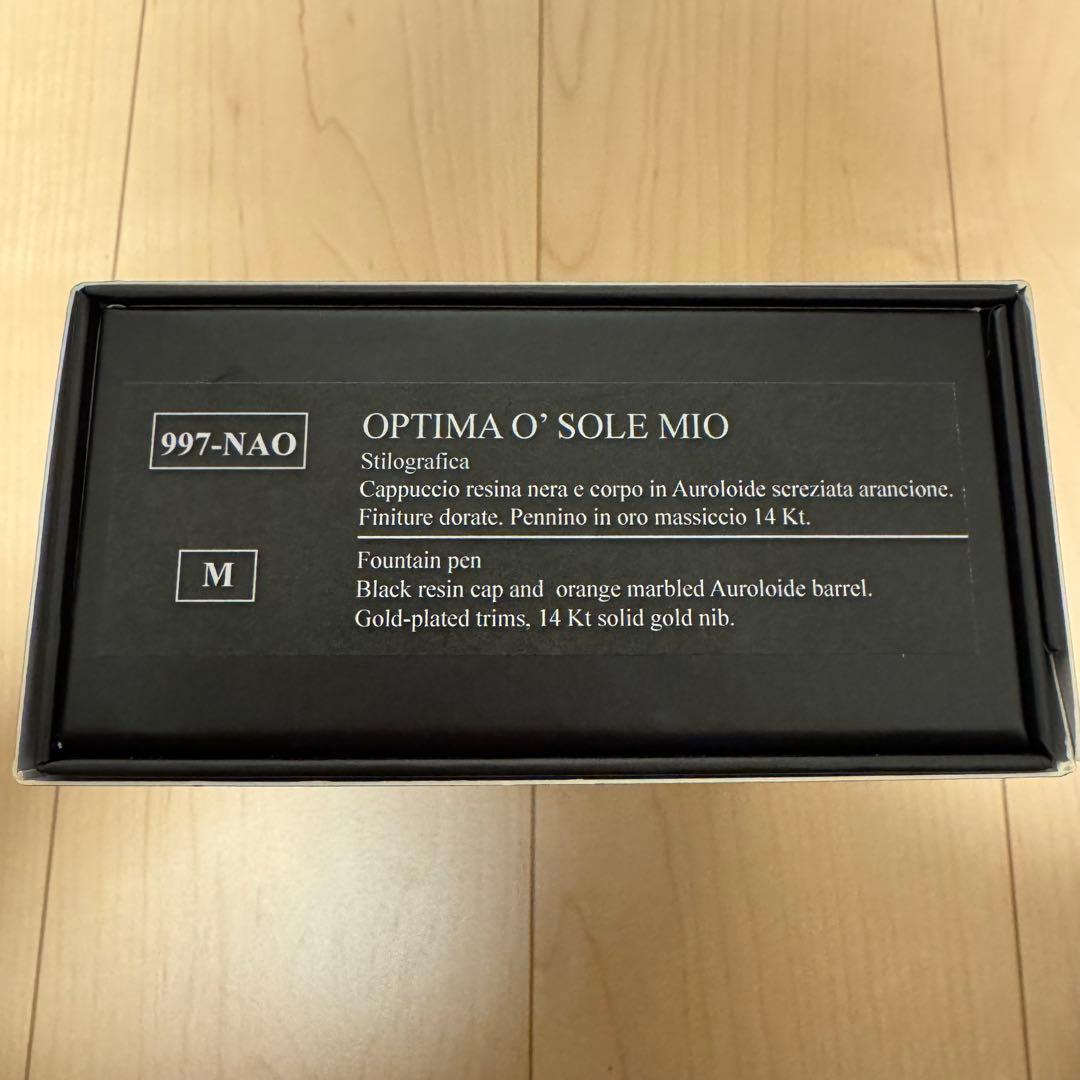 997-NAO
OPTIMA O’ SOLE MIO
Stilografica
Cappuccio resina nera e corpo in Auroloide screziata arancione.
Finiture dorate. Pennino in oro massiccio 14 Kt.
M
Fountain pen
Black resin cap and orange marbled Auroloide barrel.
Gold-plated trims, 14 Kt solid gold nib.